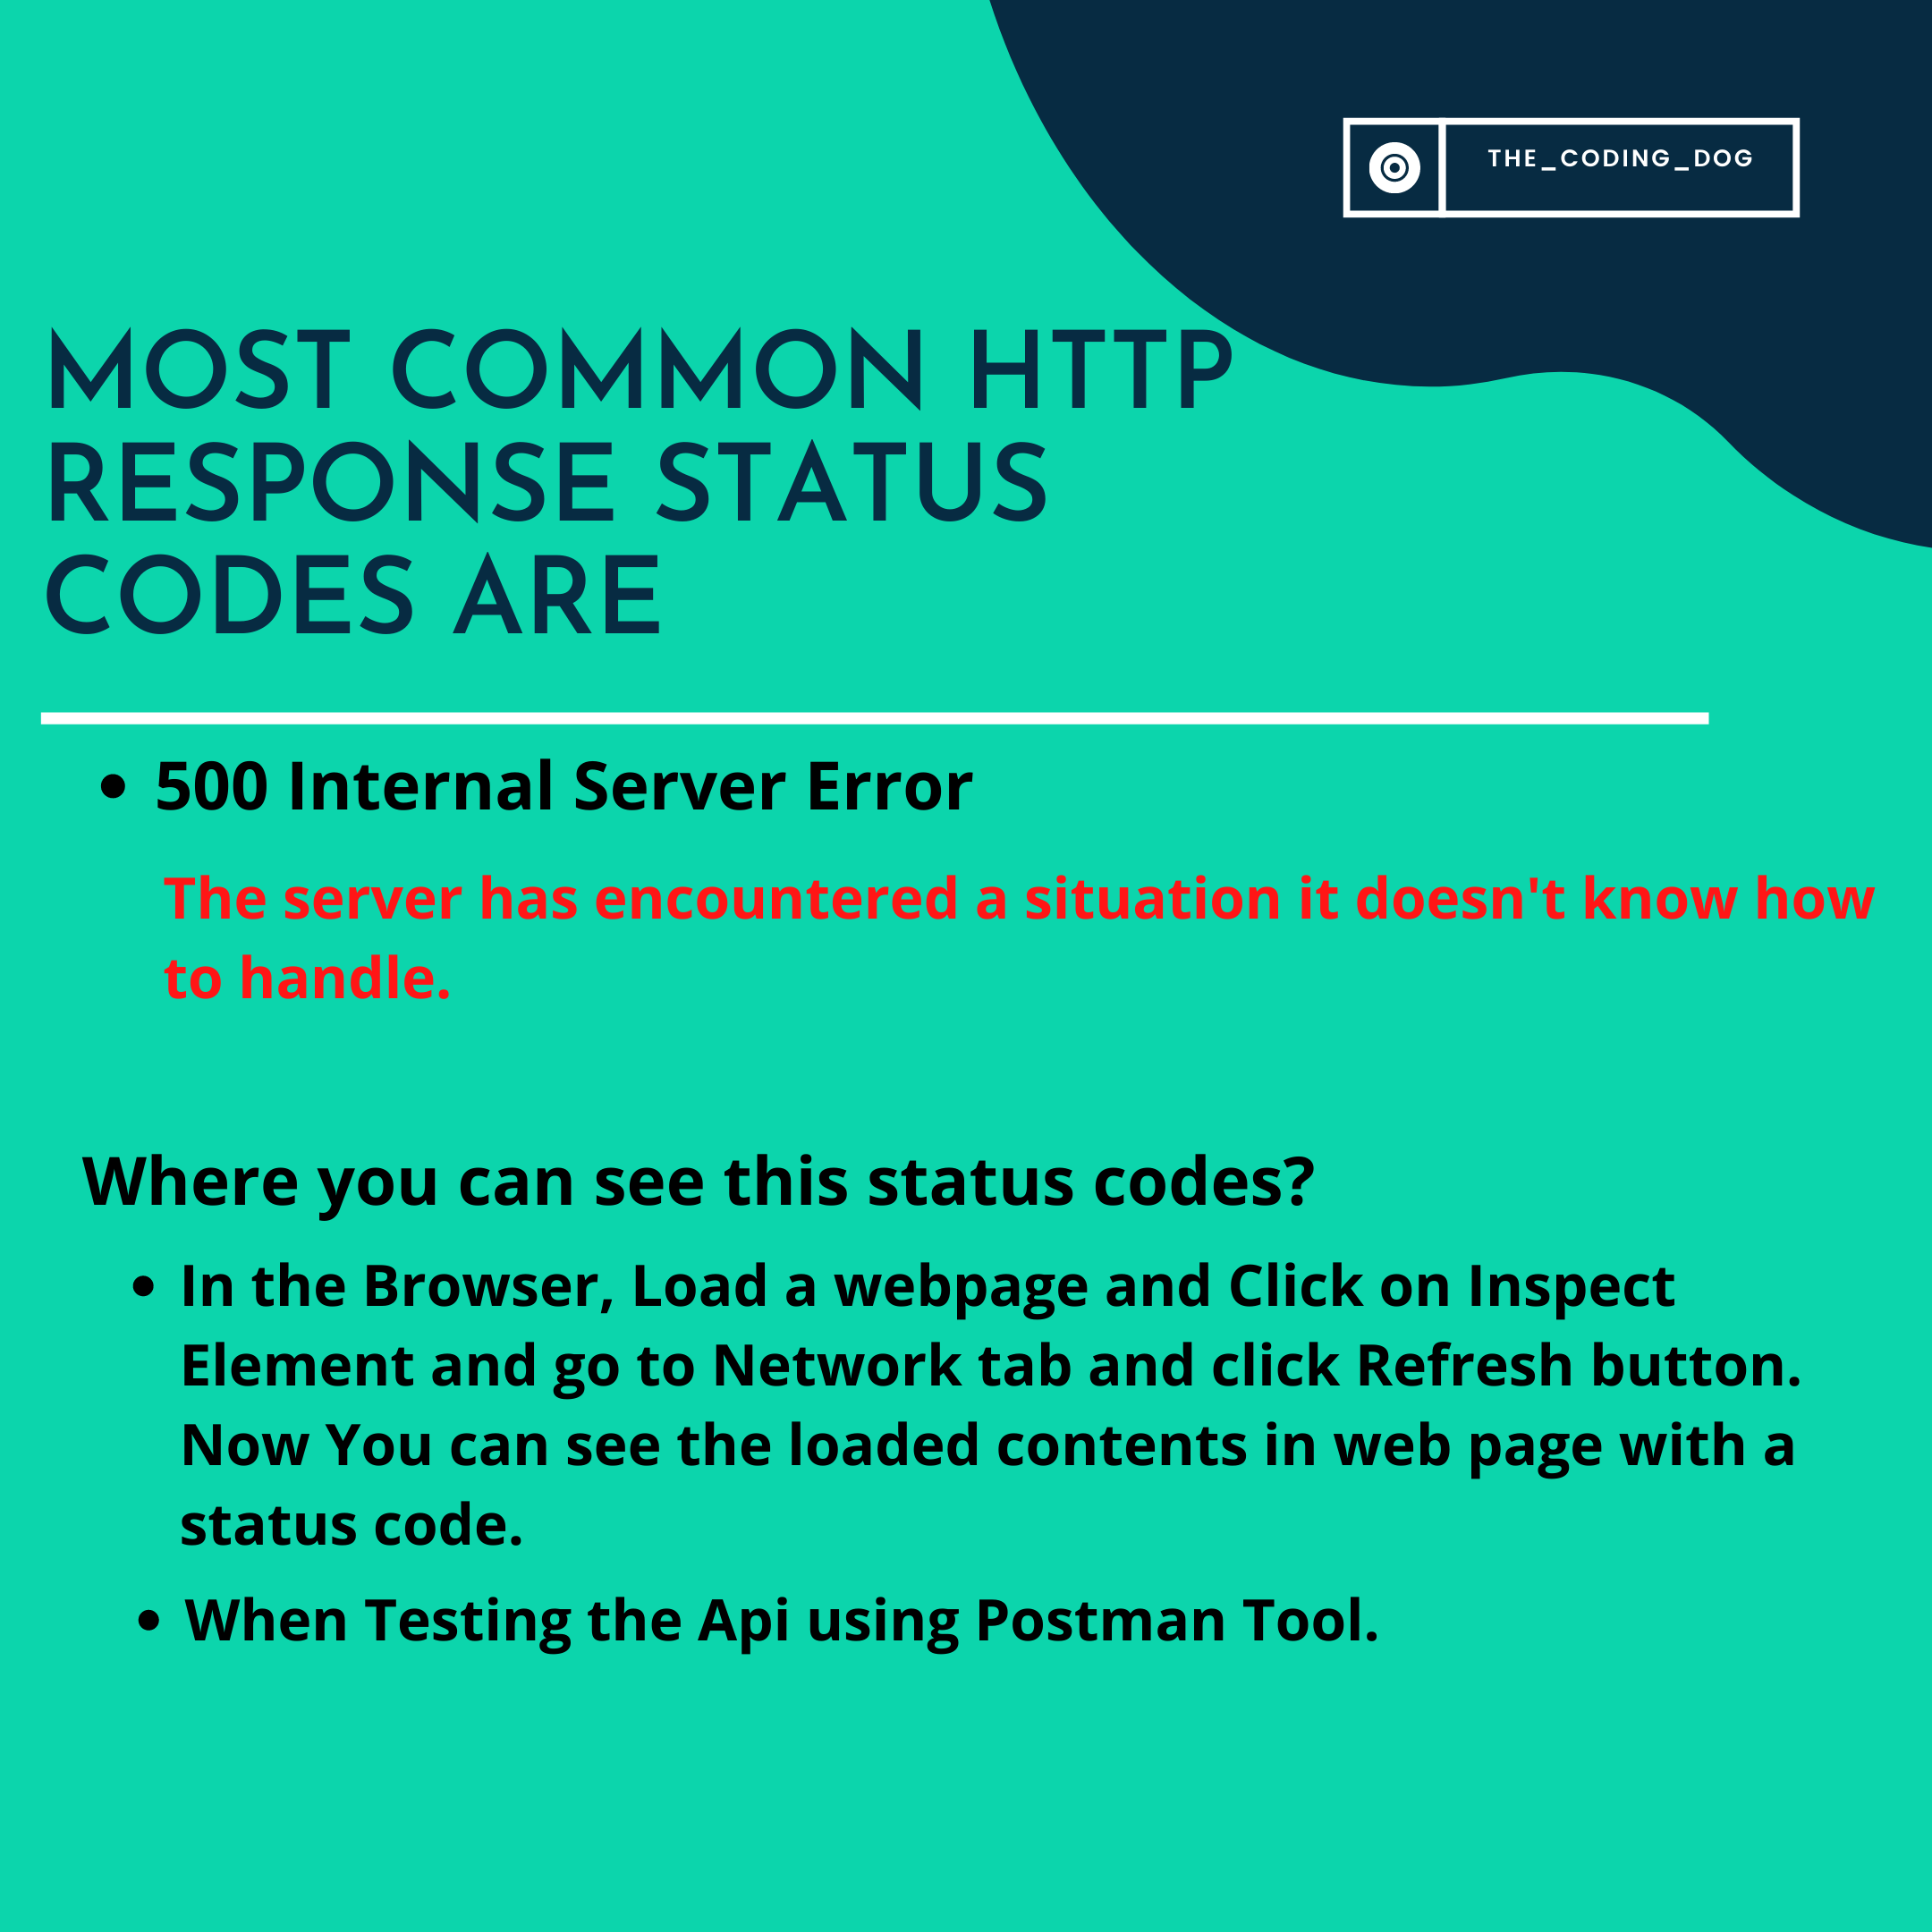 THE_CODING_DOG
MOST COMMON HTTP
RESPONSE STATUS
CODES ARE
• 500 Internal Server Error
The server has encountered a situation it doesn't know how
to handle.
Where you can see this status codes?
• In the Browser, Load a webpage and Click on Inspect
Element and go to Network tab and click Refresh button.
Now You can see the loaded contents in web page with a
status code.
• When Testing the Api using Postman Tool.